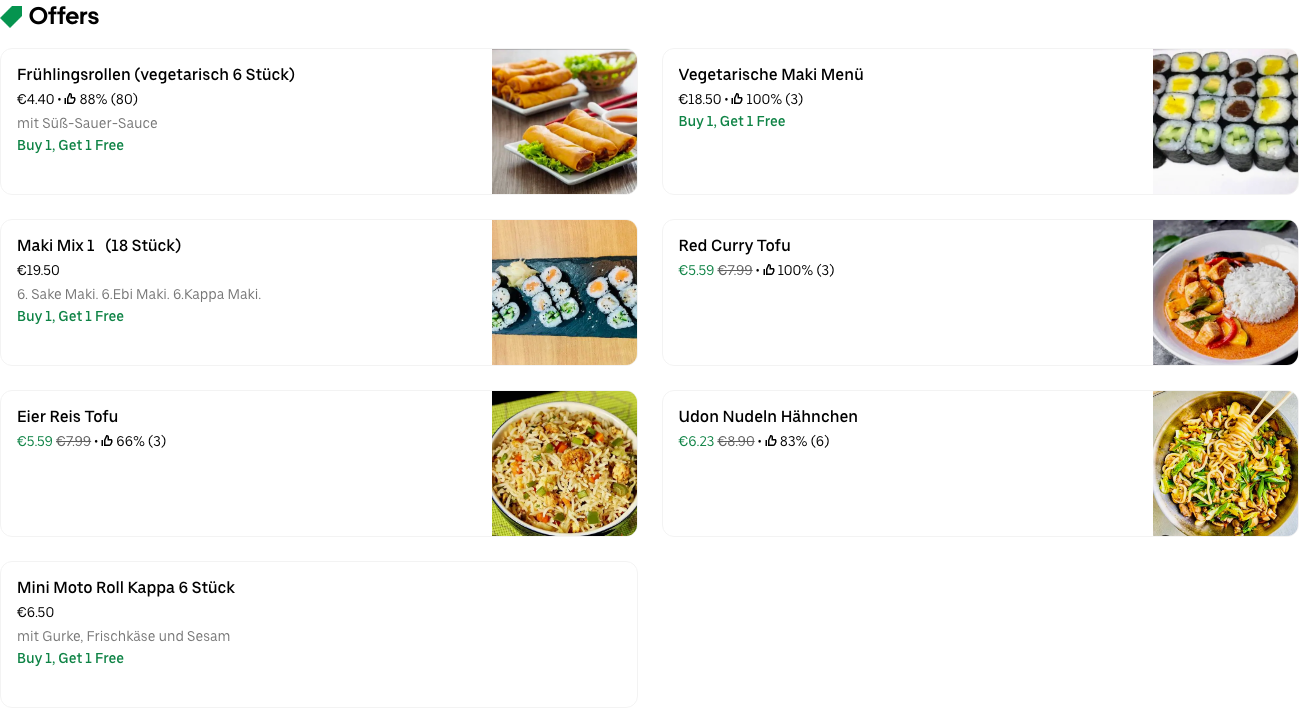 Offers
Frühlingsrollen (vegetarisch 6 Stück)
€4.40 • 88% (80)
mit Süß-Sauer-Sauce
Buy 1, Get 1 Free
Vegetarische Maki Menü
€18.50 • 100% (3)
Buy 1, Get 1 Free
Maki Mix 1 (18 Stück)
€19.50
6. Sake Maki. 6.Ebi Maki. 6.Kappa Maki.
Buy 1, Get 1 Free
Red Curry Tofu
€5.59 €7.99 • 100% (3)
Eier Reis Tofu
€5.59 €7.99 • 66% (3)
Udon Nudeln Hähnchen
€6.23 €8.90 • 83% (6)
Mini Moto Roll Kappa 6 Stück
€6.50
mit Gurke, Frischkäse und Sesam
Buy 1, Get 1 Free